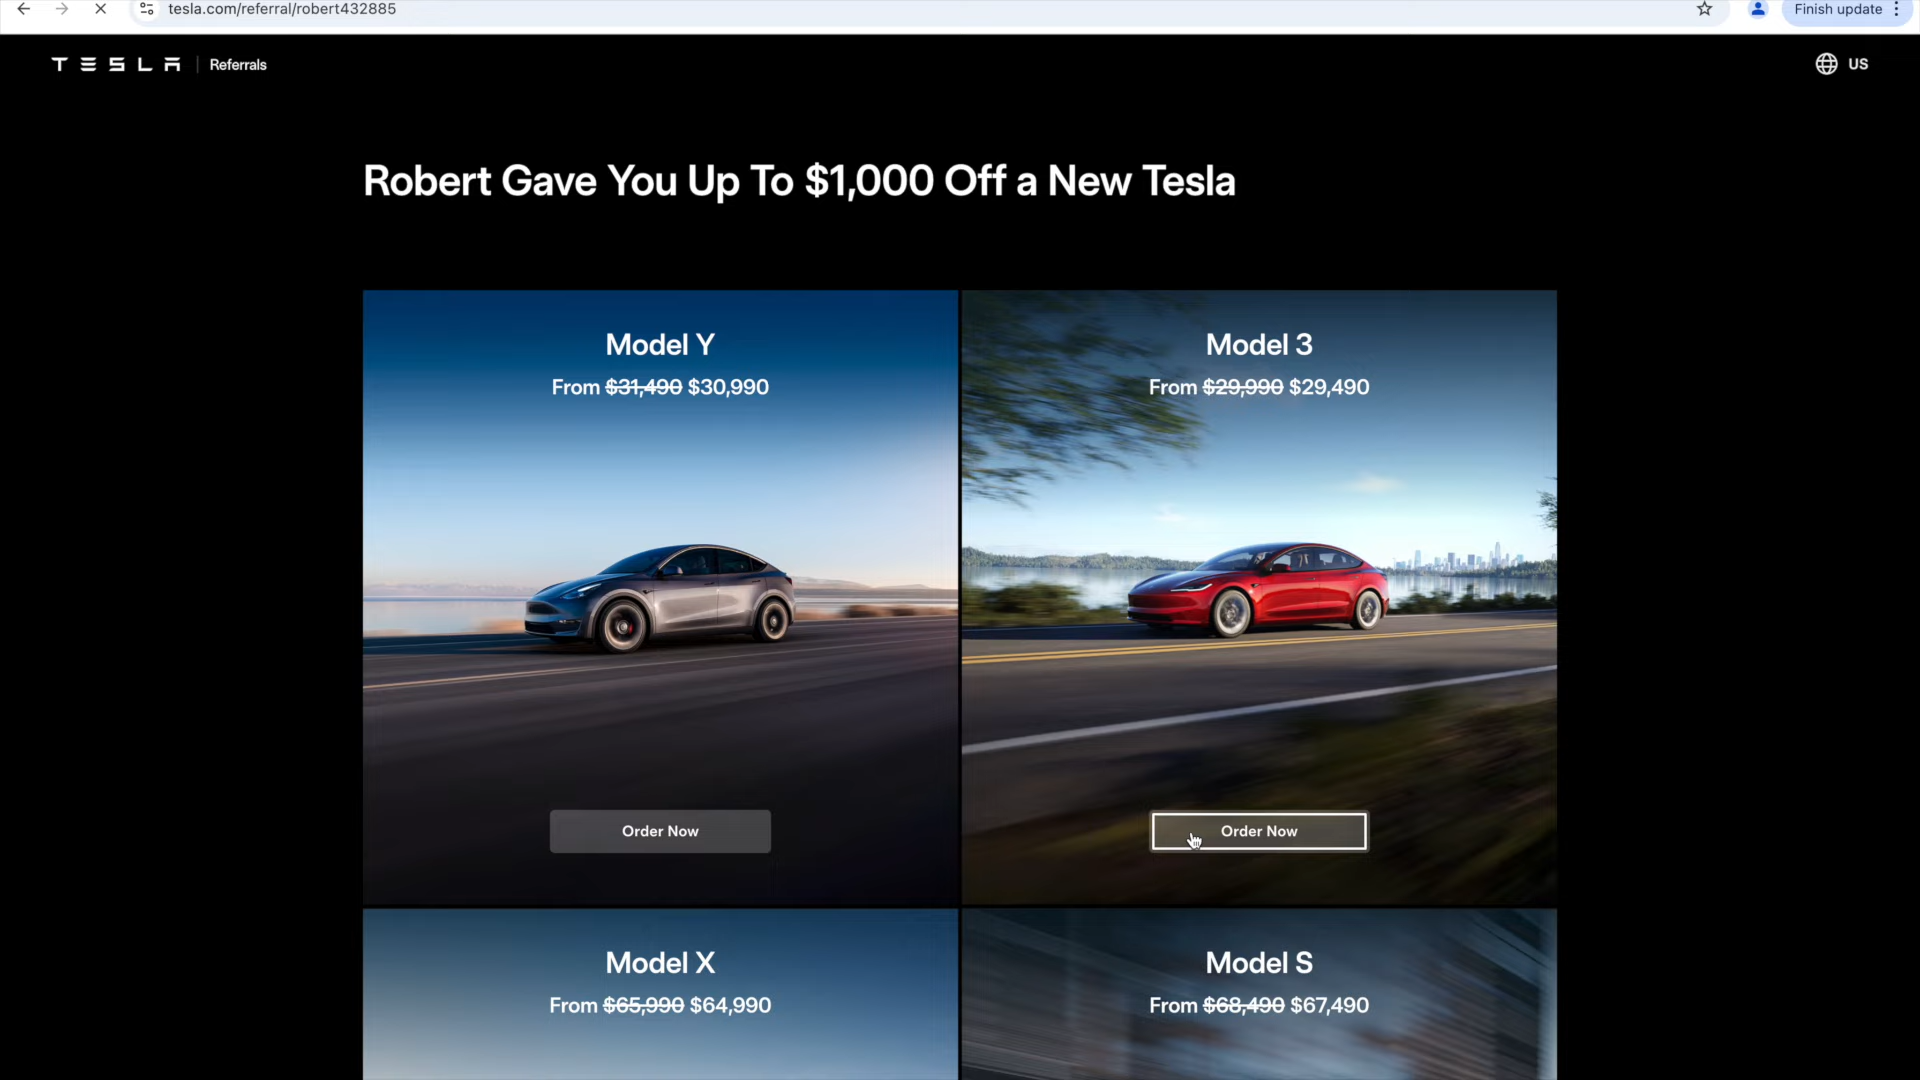 tesla.com/referral/robert432885
Finish update
TESLA | Referrals
US
Robert Gave You Up To $1,000 Off a New Tesla
Model Y
From $31,490 $30,990
Order Now
Model 3
From $29,990 $29,490
Order Now
Model X
From $65,990 $64,990
Model S
From $68,490 $67,490